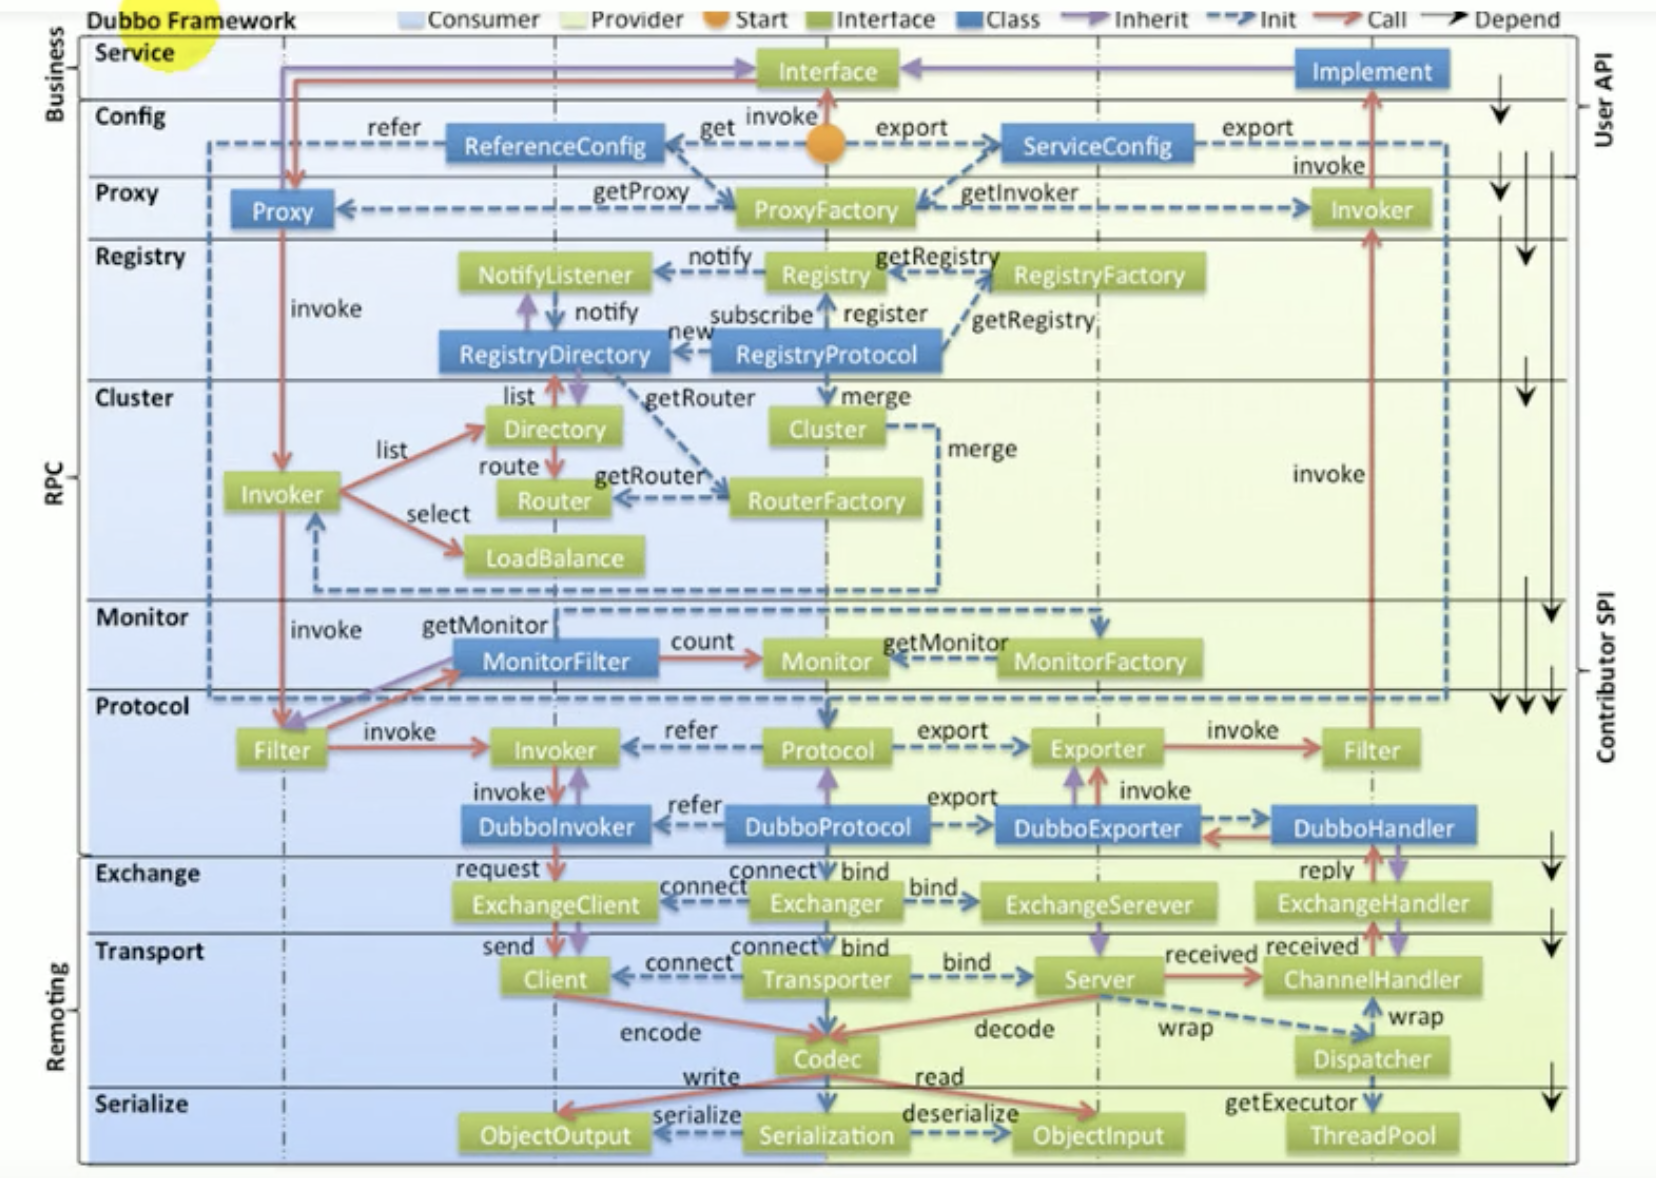 Dubbo Framework
Consumer
Provider
Start
Interface
Class
Inherit
Init
Call
Depend
Business
RPC
Remoting
User API
Contributor SPI
Service
Interface
Implement
Config
refer
ReferenceConfig
get
invoke
export
ServiceConfig
export
invoke
Proxy
Proxy
getProxy
ProxyFactory
getInvoker
Invoker
Registry
NotifyListener
notify
Registry
getRegistry
RegistryFactory
invoke
notify
subscribe
register
getRegistry
RegistryDirectory
new
RegistryProtocol
Cluster
list
getRouter
merge
Directory
Cluster
list
merge
route
getRouter
invoke
Invoker
Router
RouterFactory
select
LoadBalance
Monitor
invoke
getMonitor
count
getMonitor
MonitorFilter
Monitor
MonitorFactory
Protocol
invoke
refer
export
invoke
Filter
Invoker
Protocol
Exporter
Filter
invoke
refer
export
invoke
DubboInvoker
DubboProtocol
DubboExporter
DubboHandler
Exchange
request
connect
bind
reply
connect
bind
ExchangeClient
Exchanger
ExchangeSerever
ExchangeHandler
Transport
send
connect
bind
received
received
connect
bind
Client
Transporter
Server
ChannelHandler
encode
decode
wrap
wrap
Codec
Dispatcher
write
read
Serialize
serialize
deserialize
getExecutor
ObjectOutput
Serialization
ObjectInput
ThreadPool